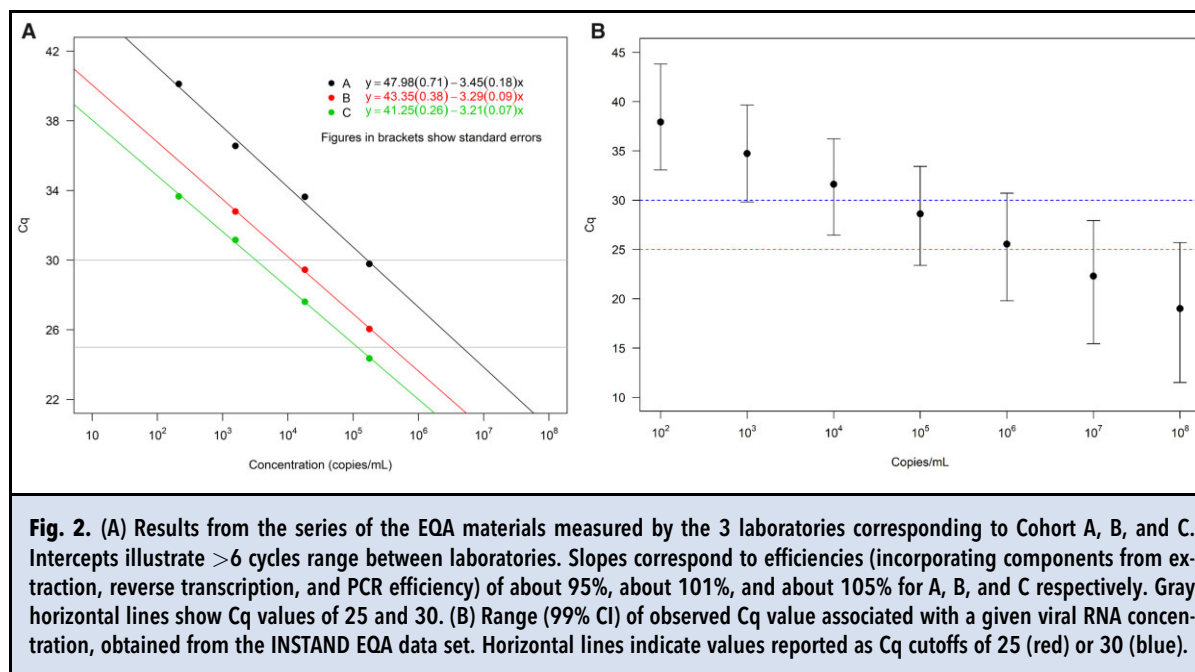 A
42
38
34
30
26
22
Cq
A y = 47.98(0.71) − 3.45(0.18)x
B y = 43.35(0.38) − 3.29(0.09)x
C y = 41.25(0.26) − 3.21(0.07)x
Figures in brackets show standard errors
10 10² 10³ 10⁴ 10⁵ 10⁶ 10⁷ 10⁸
Concentration (copies/mL)
B
45
40
35
30
25
20
15
10
Cq
10² 10³ 10⁴ 10⁵ 10⁶ 10⁷ 10⁸
Copies/mL
Fig. 2. (A) Results from the series of the EQA materials measured by the 3 laboratories corresponding to Cohort A, B, and C.
Intercepts illustrate >6 cycles range between laboratories. Slopes correspond to efficiencies (incorporating components from ex-
traction, reverse transcription, and PCR efficiency) of about 95%, about 101%, and about 105% for A, B, and C respectively. Gray
horizontal lines show Cq values of 25 and 30. (B) Range (99% CI) of observed Cq value associated with a given viral RNA concen-
tration, obtained from the INSTAND EQA data set. Horizontal lines indicate values reported as Cq cutoffs of 25 (red) or 30 (blue).